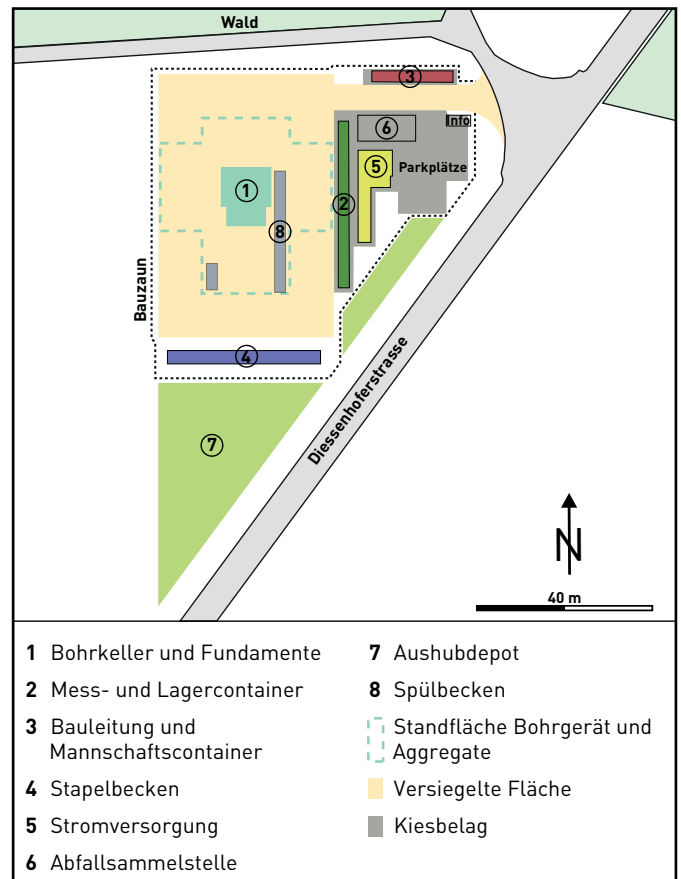 Wald
3
6
Info
5
Parkplätze
1
2
8
Bauzaun
4
Diessenhoferstrasse
7
N
40 m
1 Bohrkeller und Fundamente
2 Mess- und Lagercontainer
3 Bauleitung und
Mannschaftscontainer
4 Stapelbecken
5 Stromversorgung
6 Abfallsammelstelle
7 Aushubdepot
8 Spülbecken
Standfläche Bohrgerät und
Aggregate
Versiegelte Fläche
Kiesbelag